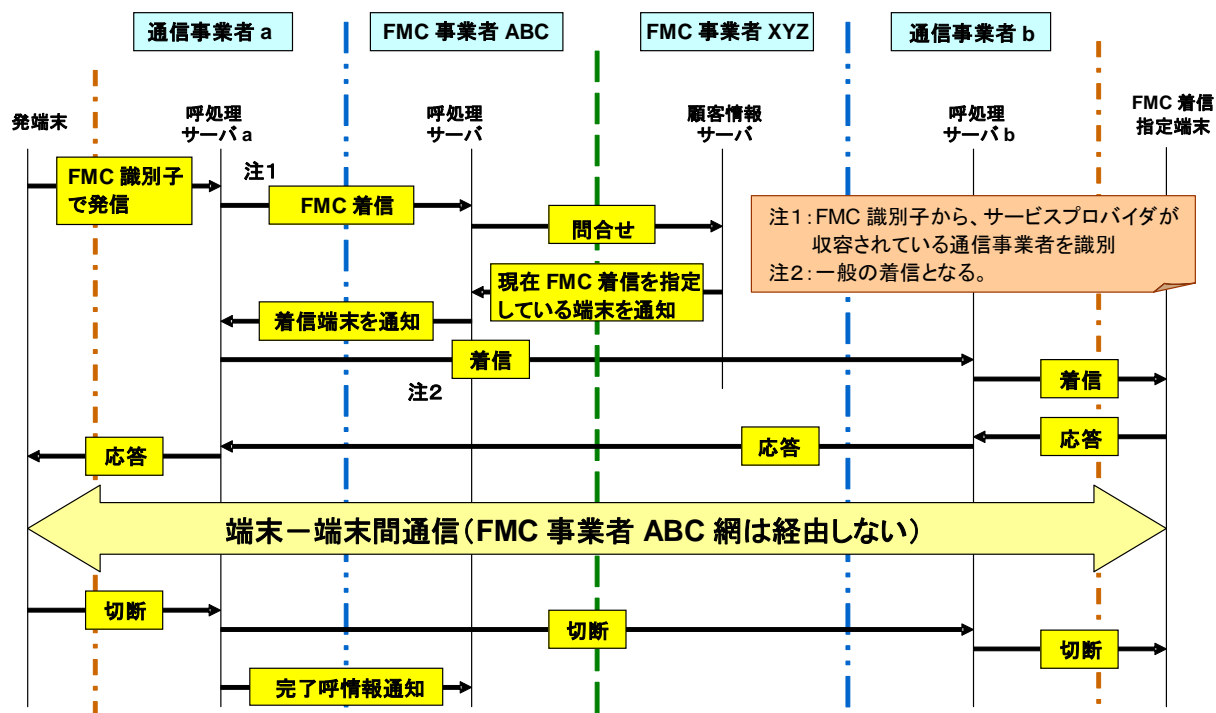 通信事業者 a
FMC 事業者 ABC
FMC 事業者 XYZ
通信事業者 b
発端末
呼処理
サーバ a
呼処理
サーバ
顧客情報
サーバ
呼処理
サーバ b
FMC 着信
指定端末
FMC 識別子
で発信
注1
FMC 着信
問合せ
注1:FMC 識別子から、サービスプロバイダが
収容されている通信事業者を識別
注2:一般の着信となる。
現在 FMC 着信を指定
している端末を通知
着信端末を通知
着信
注2
着信
応答
応答
応答
端末-端末間通信(FMC 事業者 ABC 網は経由しない)
切断
切断
切断
完了呼情報通知